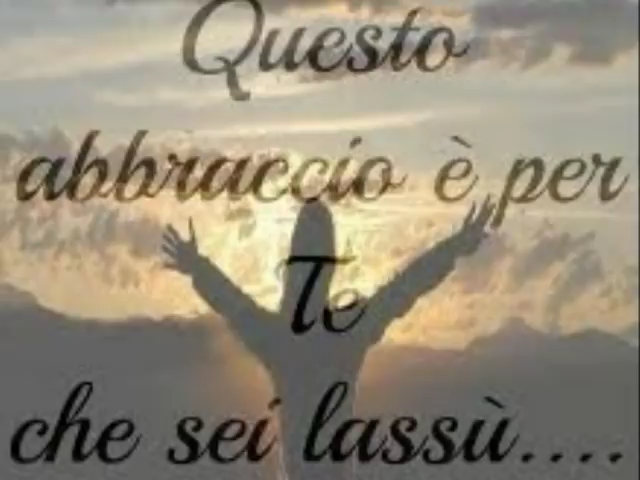 Questo
abbraccio è per
Te
che sei lassù....